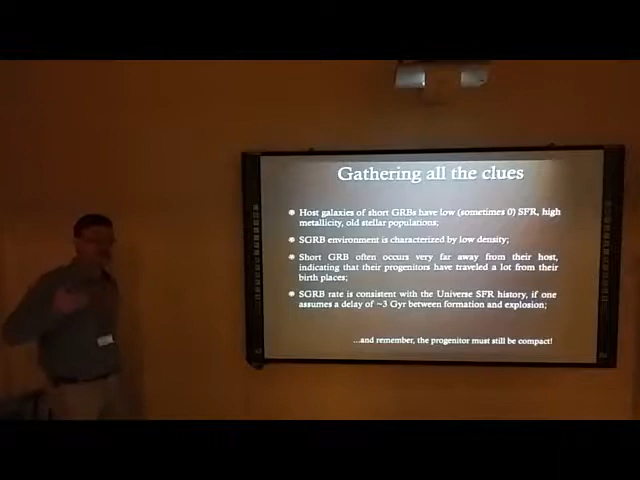 Gathering all the clues
Host galaxies of short GRBs have low (sometimes 0) SFR, high
metallicity, old stellar populations;
SGRB environment is characterized by low density;
Short GRB often occurs very far away from their host,
indicating that their progenitors have traveled a lot from their
birth places;
SGRB rate is consistent with the Universe SFR history, if one
assumes a delay of ~3 Gyr between formation and explosion;
...and remember, the progenitor must still be compact!